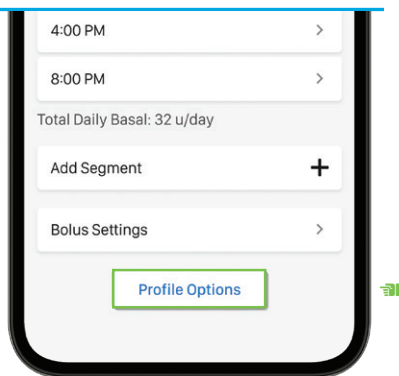 4:00 PM
8:00 PM
Total Daily Basal: 32 u/day
Add Segment
Bolus Settings
Profile Options